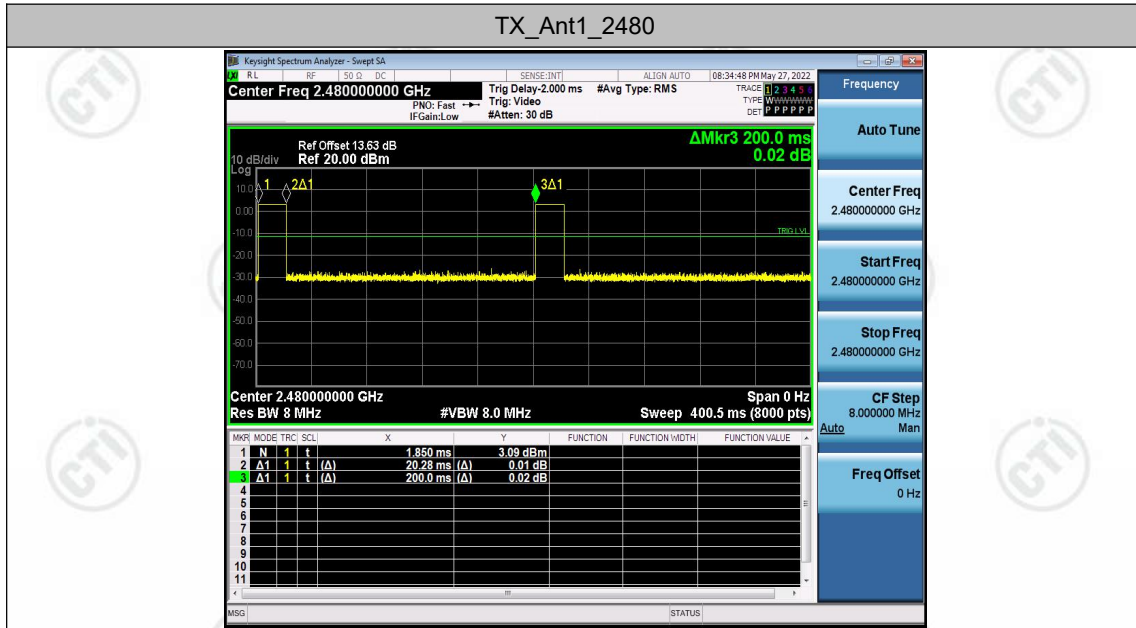 TX_Ant1_2480
Keysight Spectrum Analyzer - Swept SA
LXI RL RF 50 Ω DC SENSE:INT ALIGN AUTO 08:34:48 PM May 27, 2022
Center Freq 2.480000000 GHz
PNO: Fast
IFGain:Low
Trig Delay-2.000 ms
Trig: Video
#Atten: 30 dB
#Avg Type: RMS
TRACE 1 2 3 4 5 6
TYPE WWWWWW
DET P P P P P P
Frequency
ΔMkr3 200.0 ms
0.02 dB
Ref Offset 13.63 dB
10 dB/div Ref 20.00 dBm
Log
10.0
0.00
-10.0
-20.0
-30.0
-40.0
-50.0
-60.0
-70.0
1 2Δ1 3Δ1
TRIG LVL
Center 2.480000000 GHz Span 0 Hz
Res BW 8 MHz #VBW 8.0 MHz Sweep 400.5 ms (8000 pts)
MKR MODE TRC SCL X Y FUNCTION FUNCTION WIDTH FUNCTION VALUE
1 N 1 t 1.850 ms 3.09 dBm
2 Δ1 1 t (Δ) 20.28 ms (Δ) 0.01 dB
3 Δ1 1 t (Δ) 200.0 ms (Δ) 0.02 dB
4
5
6
7
8
9
10
11
MSG STATUS
Auto Tune
Center Freq
2.480000000 GHz
Start Freq
2.480000000 GHz
Stop Freq
2.480000000 GHz
CF Step
8.000000 MHz
Auto Man
Freq Offset
0 Hz
CTI
CTI
CTI
CTI